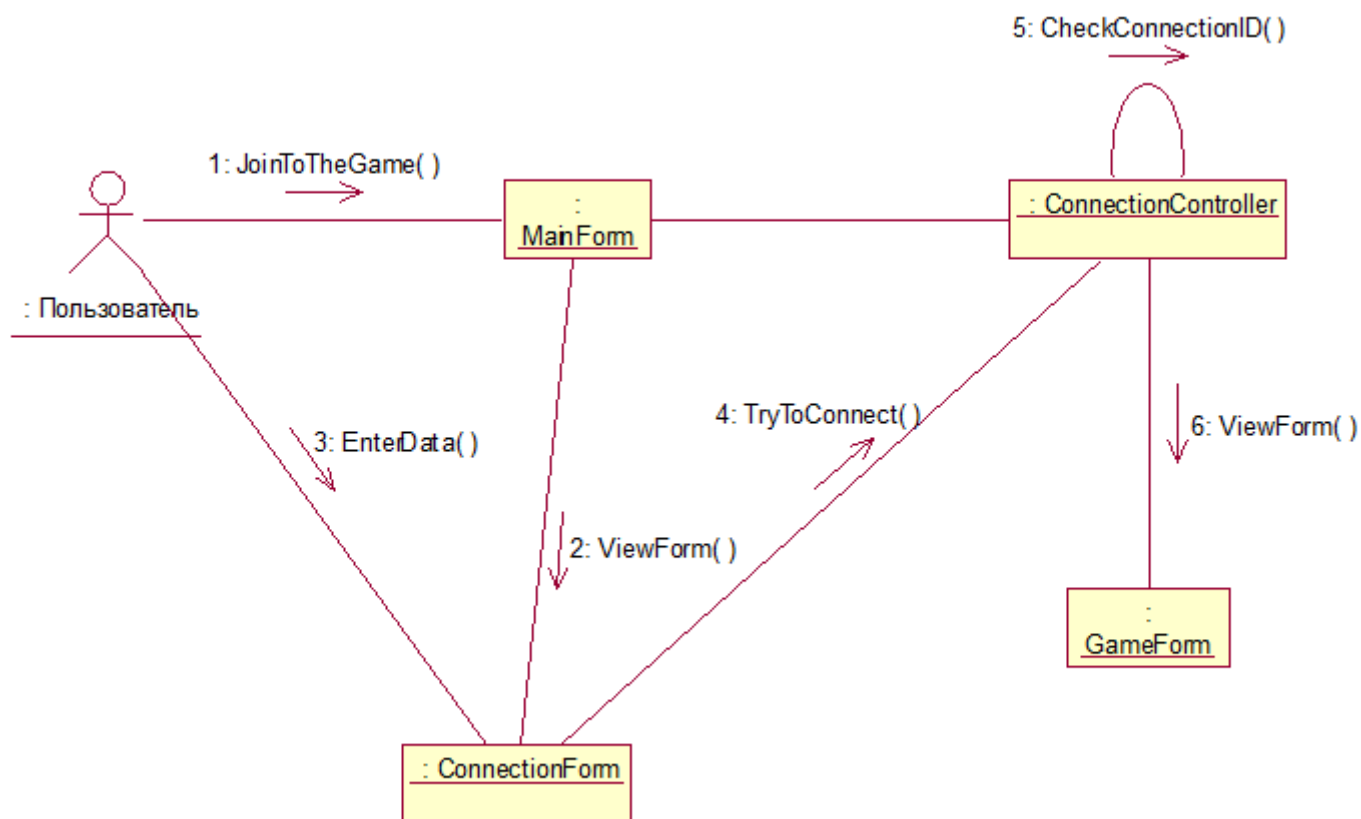 5: CheckConnectionID( )
1: JoinToTheGame( )
:
MainForm
: ConnectionController
: Пользователь
3: EnterData( )
4: TryToConnect( )
6: ViewForm( )
2: ViewForm( )
:
GameForm
: ConnectionForm